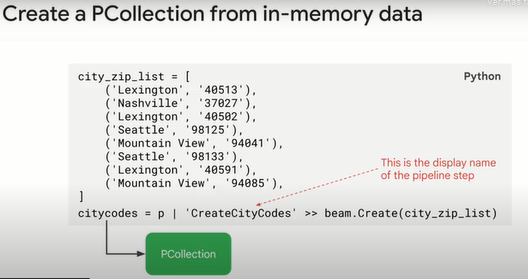 Create a PCollection from in-memory data
city_zip_list = [
Python
('Lexington', '40513'),
('Nashville', '37027'),
('Lexington', '40502'),
('Seattle', '98125'),
('Mountain View', '94041'),
('Seattle', '98133'),
('Lexington', '40591'),
('Mountain View', '94085'),
]
This is the display name
of the pipeline step
citycodes = p | 'CreateCityCodes' >> beam.Create(city_zip_list)
PCollection